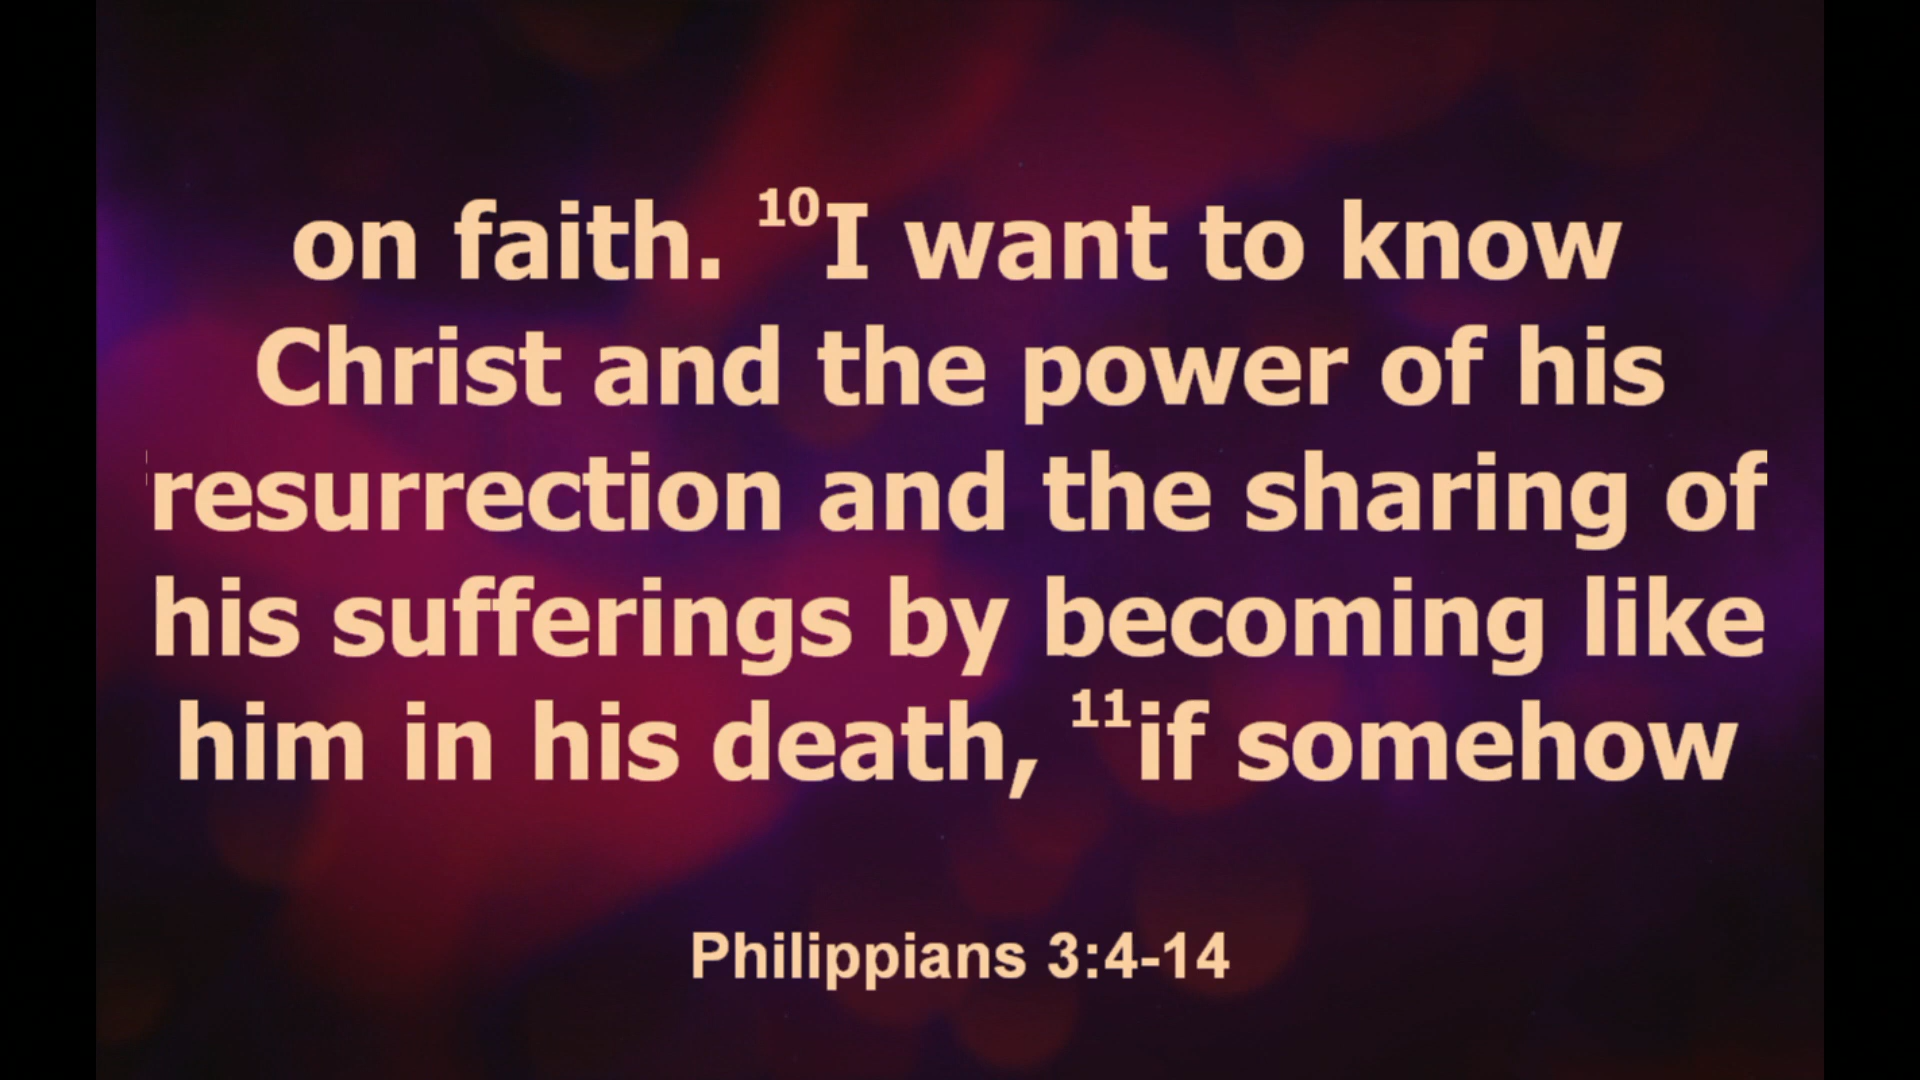 on faith. ¹⁰I want to know
Christ and the power of his
resurrection and the sharing of
his sufferings by becoming like
him in his death, ¹¹if somehow
Philippians 3:4-14